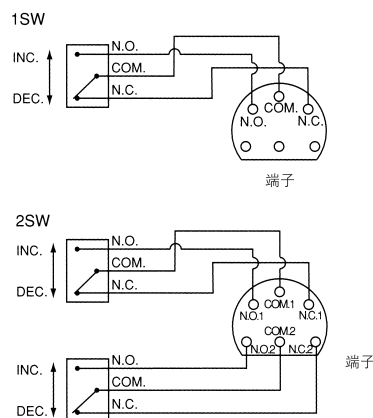 1SW
INC.
DEC.
N.O.
COM.
N.C.
COM.
N.O.
N.C.
端子
2SW
INC.
DEC.
N.O.
COM.
N.C.
COM.1
N.O.1
N.C.1
COM.2
N.O.2
N.C.2
端子
INC.
DEC.
N.O.
COM.
N.C.